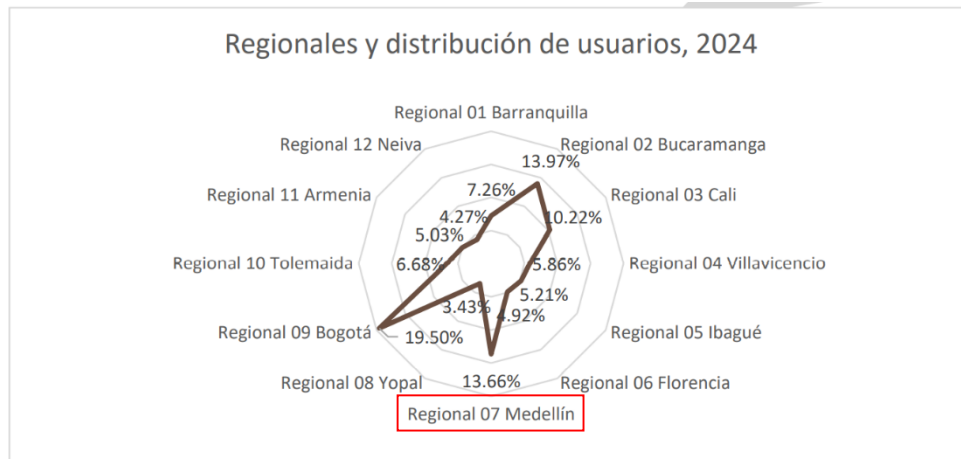 Regionales y distribución de usuarios, 2024
Regional 01 Barranquilla
Regional 12 Neiva
Regional 02 Bucaramanga
13.97%
Regional 11 Armenia
7.26%
Regional 03 Cali
4.27%
10.22%
5.03%
Regional 10 Tolemaida
6.68%
5.86%
Regional 04 Villavicencio
5.21%
3.43%
4.92%
Regional 09 Bogotá
19.50%
Regional 05 Ibagué
Regional 08 Yopal
13.66%
Regional 06 Florencia
Regional 07 Medellín